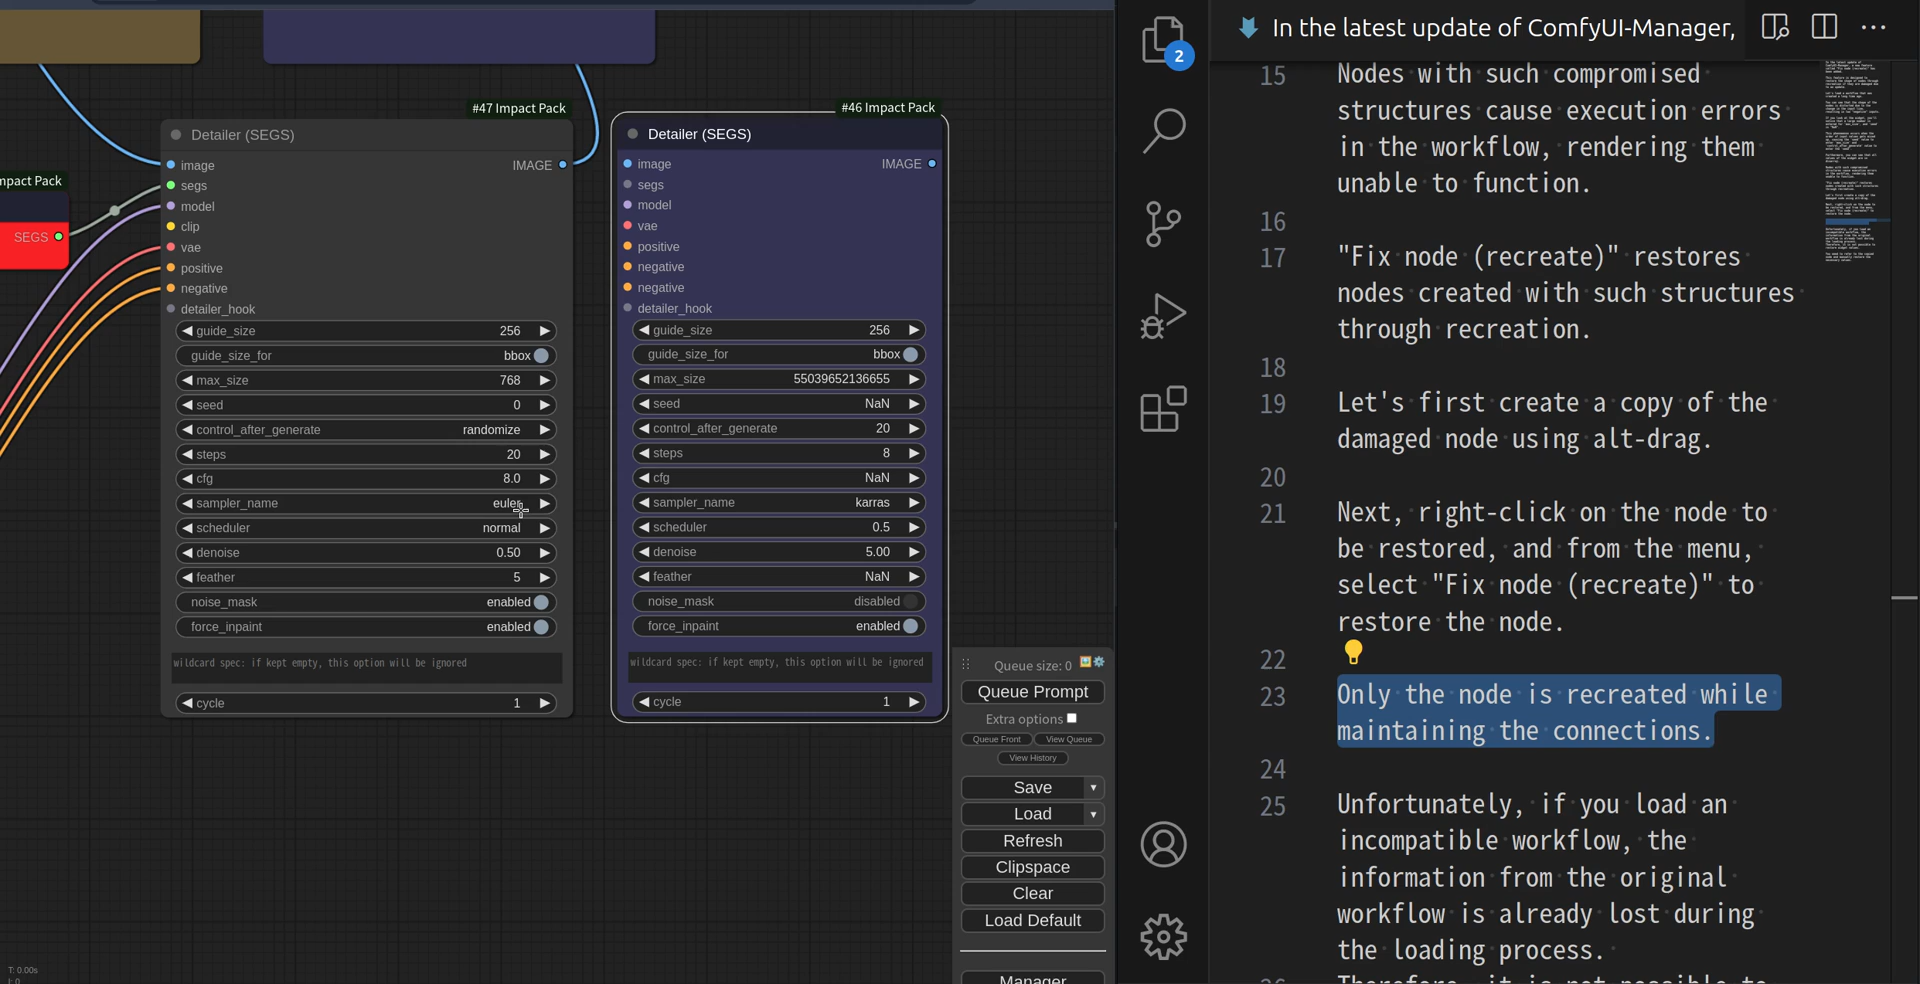 #47 Impact Pack
Detailer (SEGS)
image
IMAGE
segs
model
clip
vae
positive
negative
detailer_hook
guide_size 256
guide_size_for bbox
max_size 768
seed 0
control_after_generate randomize
steps 20
cfg 8.0
sampler_name euler
scheduler normal
denoise 0.50
feather 5
noise_mask enabled
force_inpaint enabled
wildcard spec: if kept empty, this option will be ignored
cycle 1
mpact Pack
SEGS
#46 Impact Pack
Detailer (SEGS)
image
IMAGE
segs
model
vae
positive
negative
negative
detailer_hook
guide_size 256
guide_size_for bbox
max_size 55039652136655
seed NaN
control_after_generate 20
steps 8
cfg NaN
sampler_name karras
scheduler 0.5
denoise 5.00
feather NaN
noise_mask disabled
force_inpaint enabled
wildcard spec: if kept empty, this option will be ignored
cycle 1
Queue size: 0
Queue Prompt
Extra options
Queue Front
View Queue
View History
Save
Load
Refresh
Clipspace
Clear
Load Default
Manager
T: 0.00s
I: 0
2
In the latest update of ComfyUI-Manager,
15 Nodes with such compromised
structures cause execution errors
in the workflow, rendering them
unable to function.
16
17 "Fix node (recreate)" restores
nodes created with such structures
through recreation.
18
19 Let's first create a copy of the
damaged node using alt-drag.
20
21 Next, right-click on the node to
be restored, and from the menu,
select "Fix node (recreate)" to
restore the node.
22
23 Only the node is recreated while
maintaining the connections.
24
25 Unfortunately, if you load an
incompatible workflow, the
information from the original
workflow is already lost during
the loading process.
26 Therefore, it is not possible to